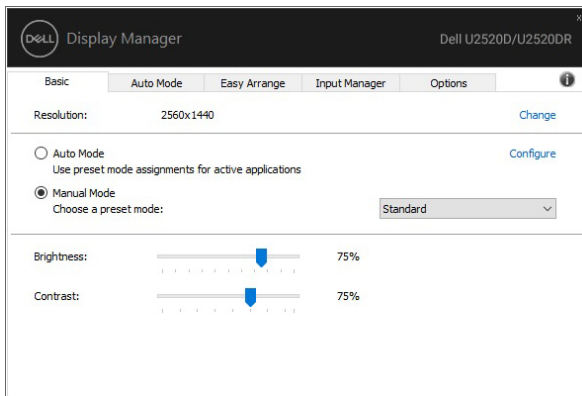 DELL Display Manager Dell U2520D/U2520DR
Basic Auto Mode Easy Arrange Input Manager Options
Resolution: 2560x1440 Change
Auto Mode Configure
Use preset mode assignments for active applications
Manual Mode
Choose a preset mode: Standard
Brightness: 75%
Contrast: 75%